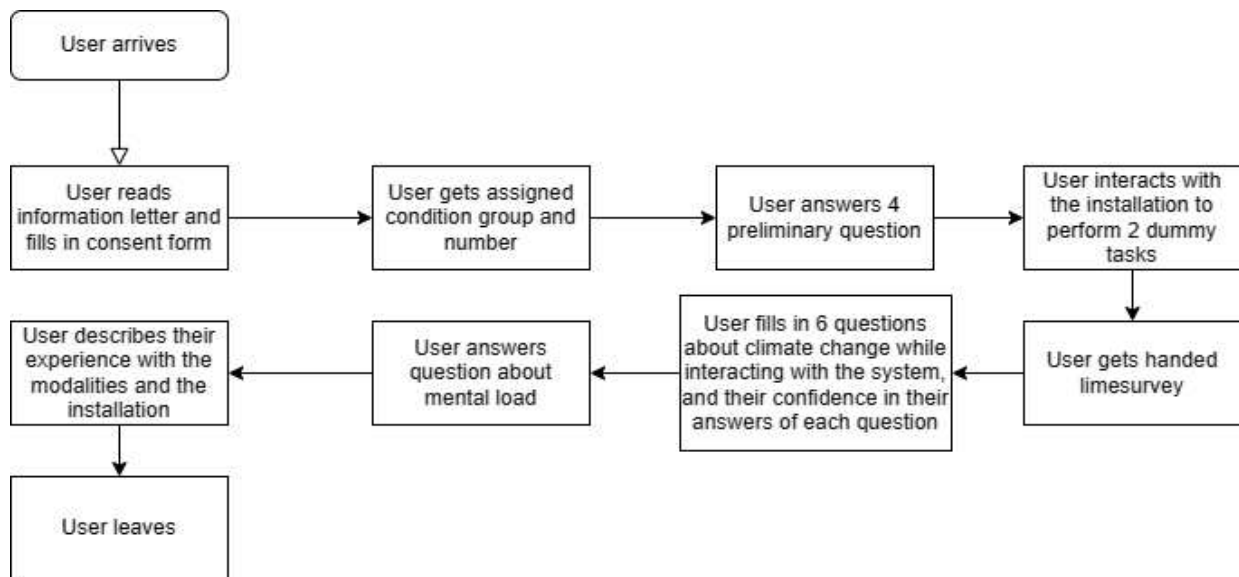 User arrives
User reads
information letter and
fills in consent form
User gets assigned
condition group and
number
User answers 4
preliminary question
User interacts with
the installation to
perform 2 dummy
tasks
User gets handed
limesurvey
User fills in 6 questions
about climate change while
interacting with the system,
and their confidence in their
answers of each question
User answers
question about
mental load
User describes their
experience with the
modalities and the
installation
User leaves